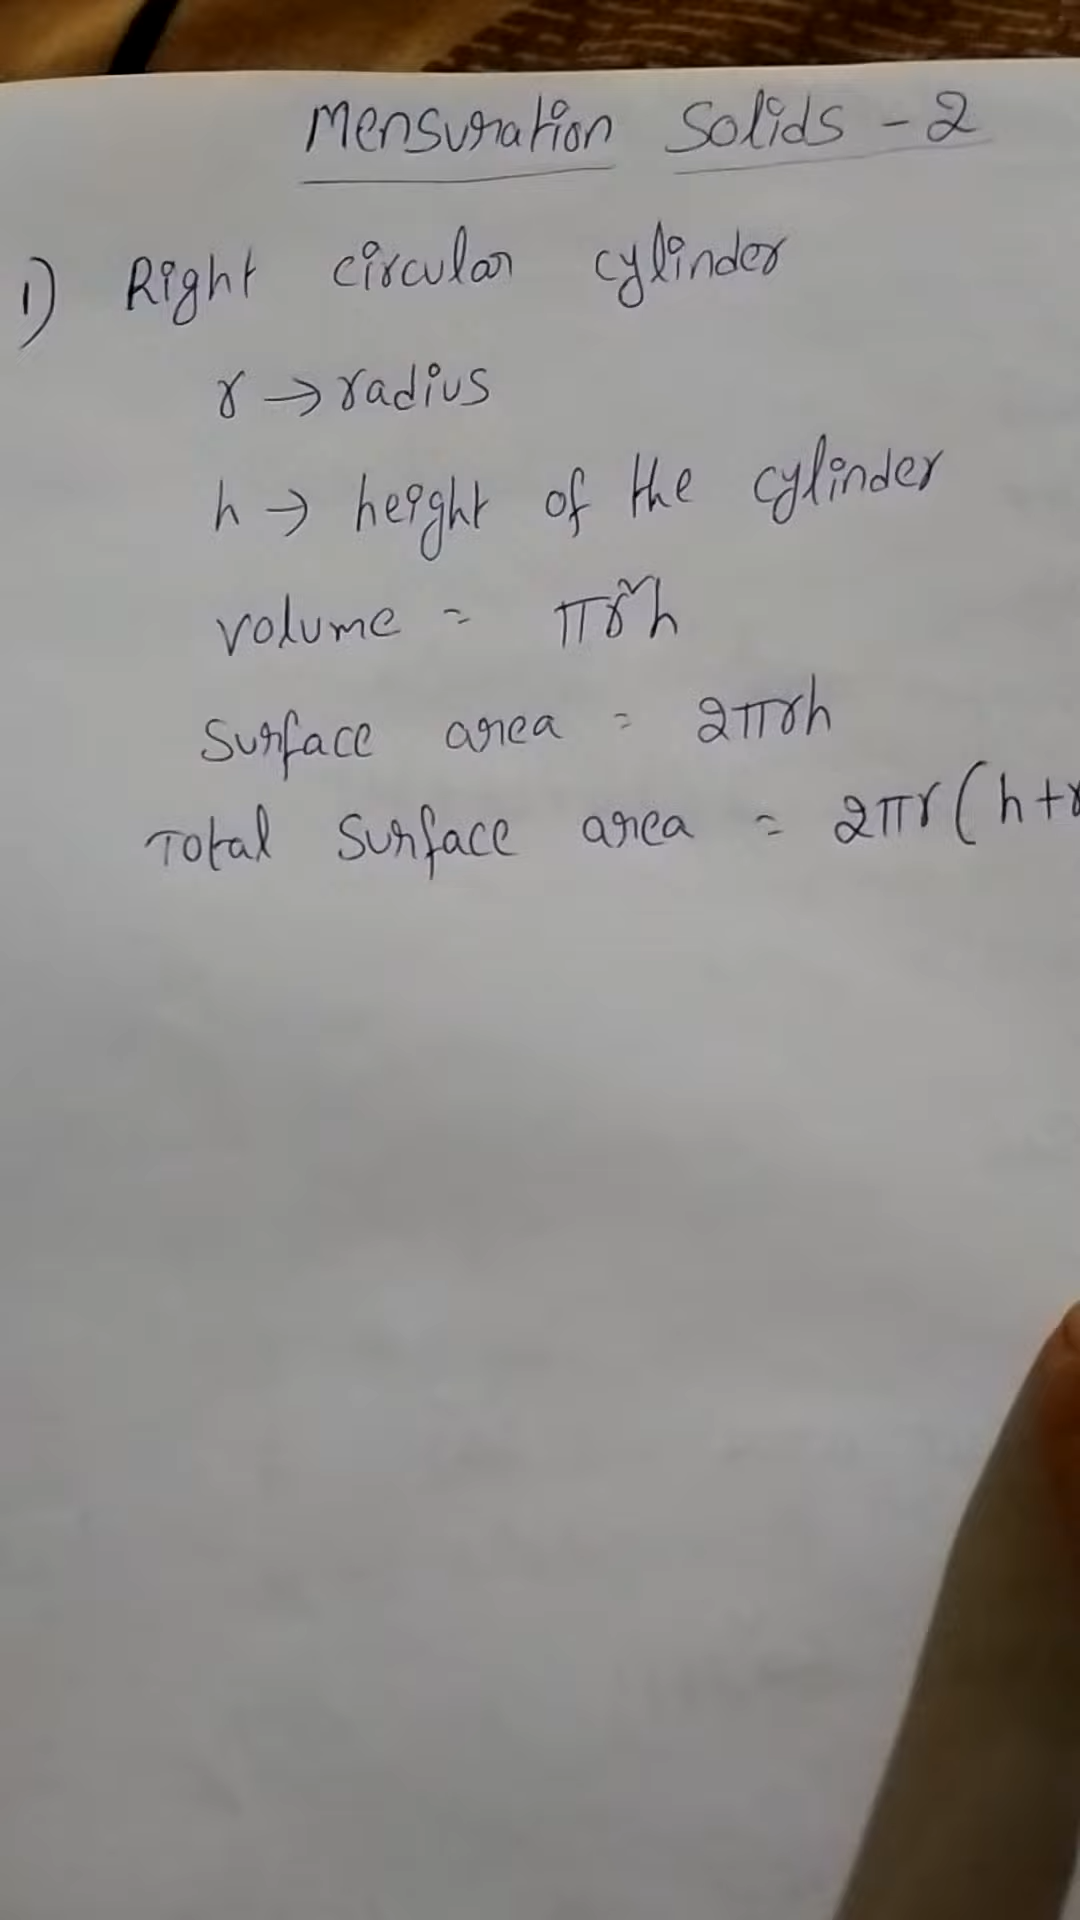 Mensuration Solids - 2
1) Right circular cylinder
r → radius
h → height of the cylinder
volume = πr²h
Surface area = 2πrh
Total Surface area = 2πr(h+r